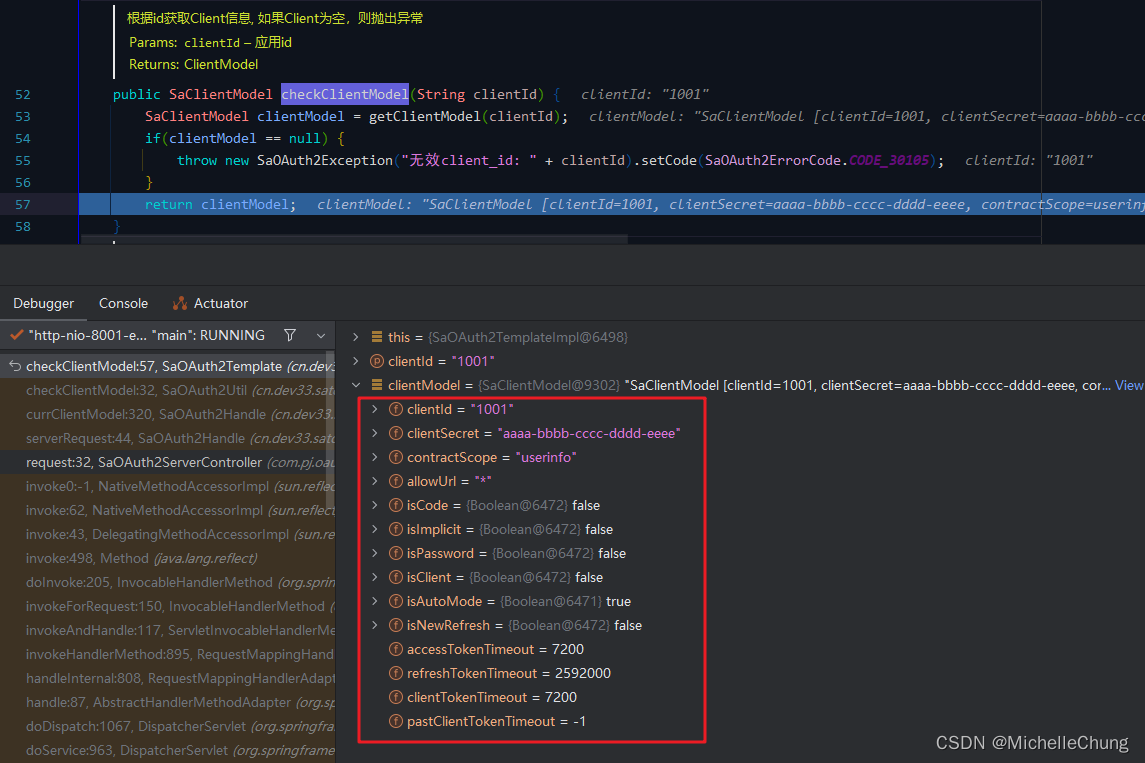 根据id获取Client信息, 如果Client为空，则抛出异常
Params: clientId – 应用id
Returns: ClientModel
52 public SaClientModel checkClientModel(String clientId) { clientId: "1001"
53 SaClientModel clientModel = getClientModel(clientId); clientModel: "SaClientModel [clientId=1001, clientSecret=aaaa-bbbb-ccc
54 if(clientModel == null) {
55 throw new SaOAuth2Exception("无效client_id: " + clientId).setCode(SaOAuth2ErrorCode.CODE_30105); clientId: "1001"
56 }
57 return clientModel; clientModel: "SaClientModel [clientId=1001, clientSecret=aaaa-bbbb-cccc-dddd-eeee, contractScope=userinf
58 }
Debugger Console Actuator
"http-nio-8001-e... "main": RUNNING
checkClientModel:57, SaOAuth2Template (cn.dev33
checkClientModel:32, SaOAuth2Util (cn.dev33.sat
currClientModel:320, SaOAuth2Handle (cn.dev33.
serverRequest:44, SaOAuth2Handle (cn.dev33.sato
request:32, SaOAuth2ServerController (com.pj.oau
invoke0:-1, NativeMethodAccessorImpl (sun.reflec
invoke:62, NativeMethodAccessorImpl (sun.reflect
invoke:43, DelegatingMethodAccessorImpl (sun.re
invoke:498, Method (java.lang.reflect)
doInvoke:205, InvocableHandlerMethod (org.sprin
invokeForRequest:150, InvocableHandlerMethod (
invokeAndHandle:117, ServletInvocableHandlerMe
invokeHandlerMethod:895, RequestMappingHand
handleInternal:808, RequestMappingHandlerAdapt
handle:87, AbstractHandlerMethodAdapter (org.sp
doDispatch:1067, DispatcherServlet (org.springfra
doService:963, DispatcherServlet (org.springframe
this = {SaOAuth2TemplateImpl@6498}
clientId = "1001"
clientModel = {SaClientModel@9302} "SaClientModel [clientId=1001, clientSecret=aaaa-bbbb-cccc-dddd-eeee, cor... View
clientId = "1001"
clientSecret = "aaaa-bbbb-cccc-dddd-eeee"
contractScope = "userinfo"
allowUrl = "*"
isCode = {Boolean@6472} false
isImplicit = {Boolean@6472} false
isPassword = {Boolean@6472} false
isClient = {Boolean@6472} false
isAutoMode = {Boolean@6471} true
isNewRefresh = {Boolean@6472} false
accessTokenTimeout = 7200
refreshTokenTimeout = 2592000
clientTokenTimeout = 7200
pastClientTokenTimeout = -1
CSDN @MichelleChung